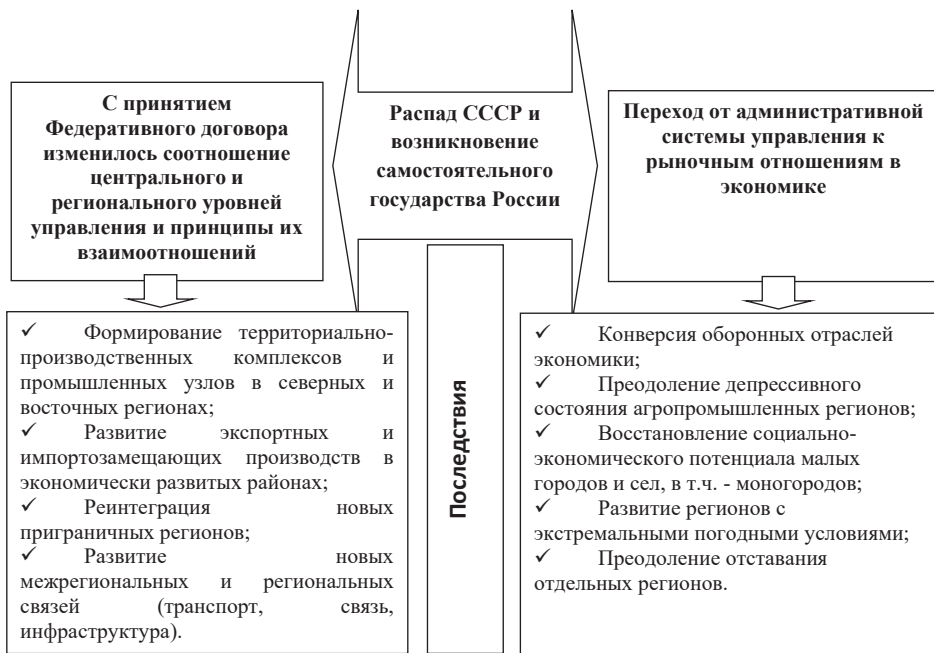 С принятием
Федеративного договора
изменилось соотношение
центрального и
регионального уровней
управления и принципы их
взаимоотношений
Распад СССР и
возникновение
самостоятельного
государства России
Переход от административной
системы управления к
рыночным отношениям в
экономике
✓ Формирование территориально-
производственных комплексов и
промышленных узлов в северных и
восточных регионах;
✓ Развитие экспортных и
импортозамещающих производств в
экономически развитых районах;
✓ Реинтеграция новых
приграничных регионов;
✓ Развитие новых
межрегиональных и региональных
связей (транспорт, связь,
инфраструктура).
Последствия
✓ Конверсия оборонных отраслей
экономики;
✓ Преодоление депрессивного
состояния агропромышленных регионов;
✓ Восстановление социально-
экономического потенциала малых
городов и сел, в т.ч. - моногородов;
✓ Развитие регионов с
экстремальными погодными условиями;
✓ Преодоление отставания
отдельных регионов.